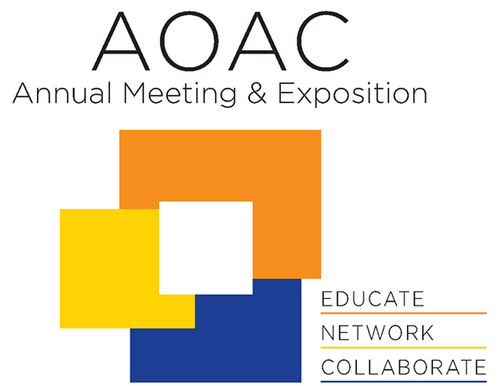 AOAC
Annual Meeting & Exposition
EDUCATE
NETWORK
COLLABORATE